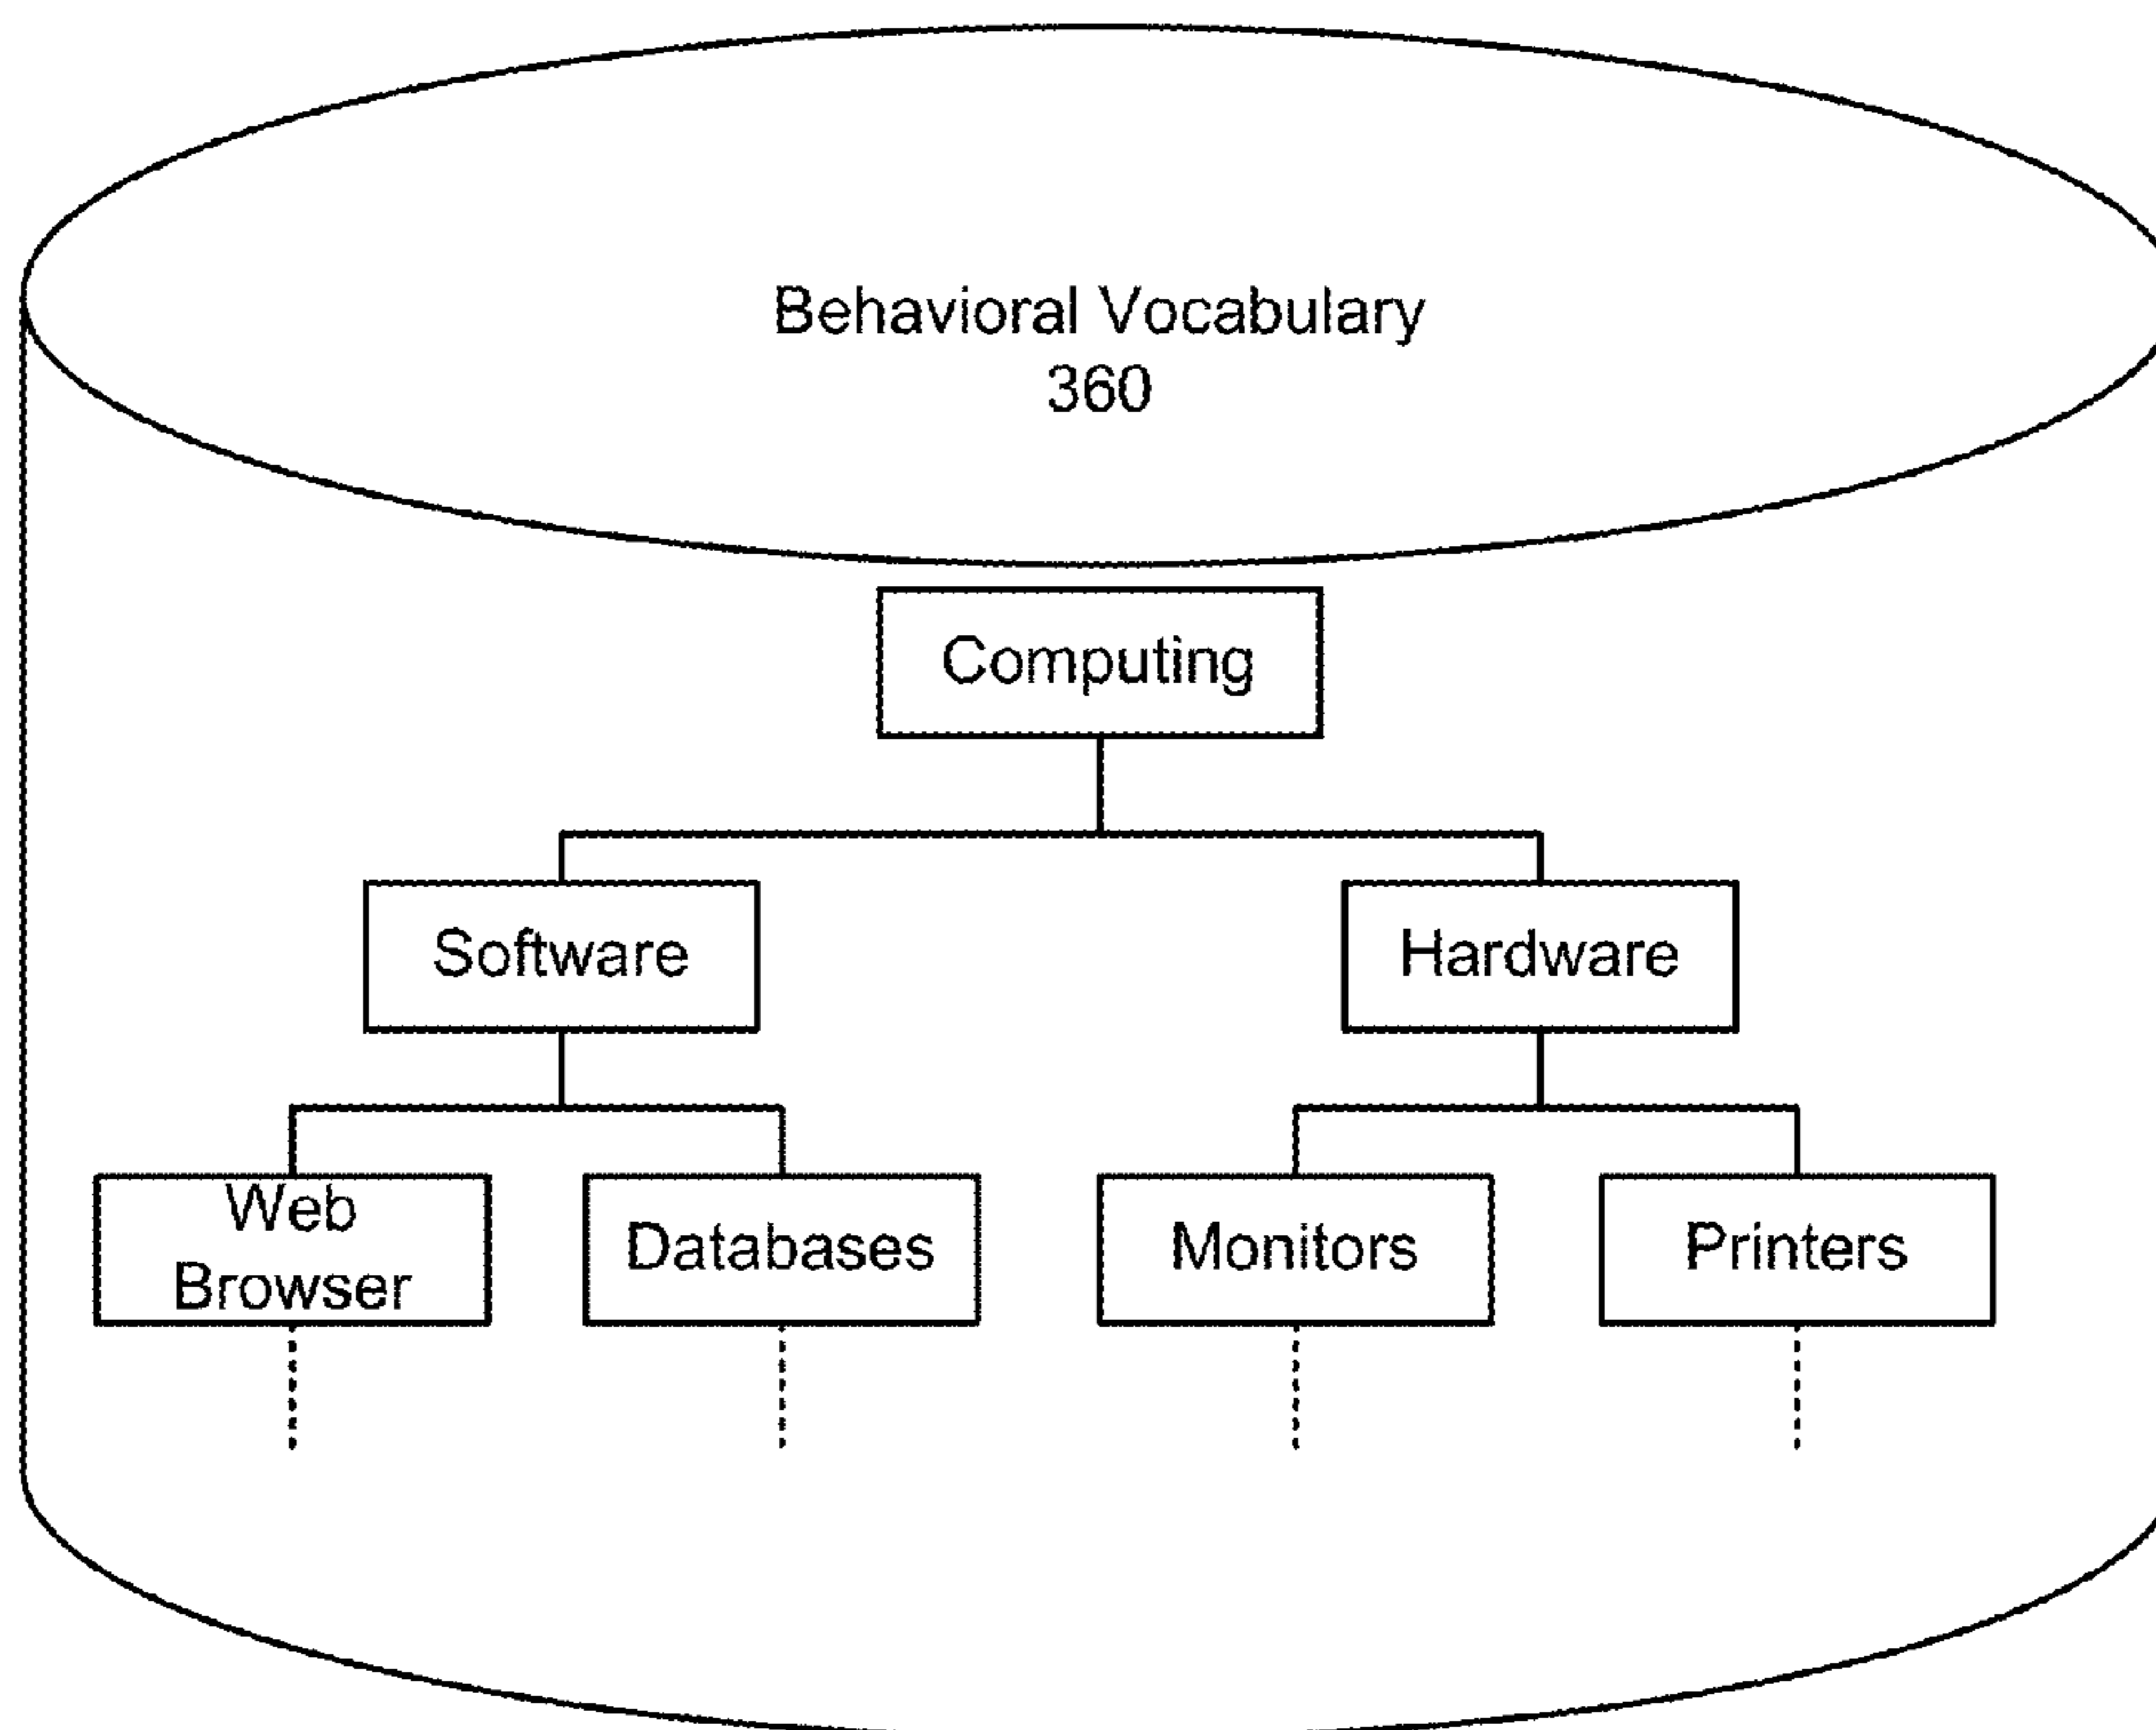 Behavioral Vocabulary
360
Computing
Software
Hardware
Web
Browser
Databases
Monitors
Printers